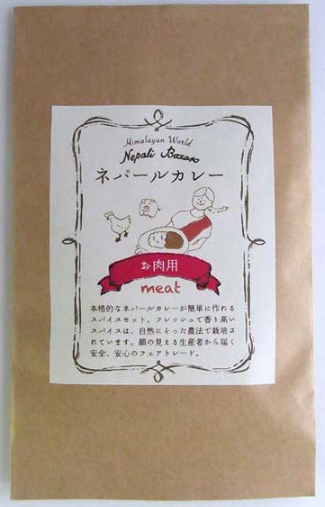 Himalayan World
Nepali Bazaro
ネパールカレー
お肉用
meat
本格的なネパールカレーが簡単に作れる
スパイスセット。フレッシュで香り高い
スパイスは、自然にそった農法で栽培さ
れています。顔の見える生産者から届く
安全、安心のフェアトレード。